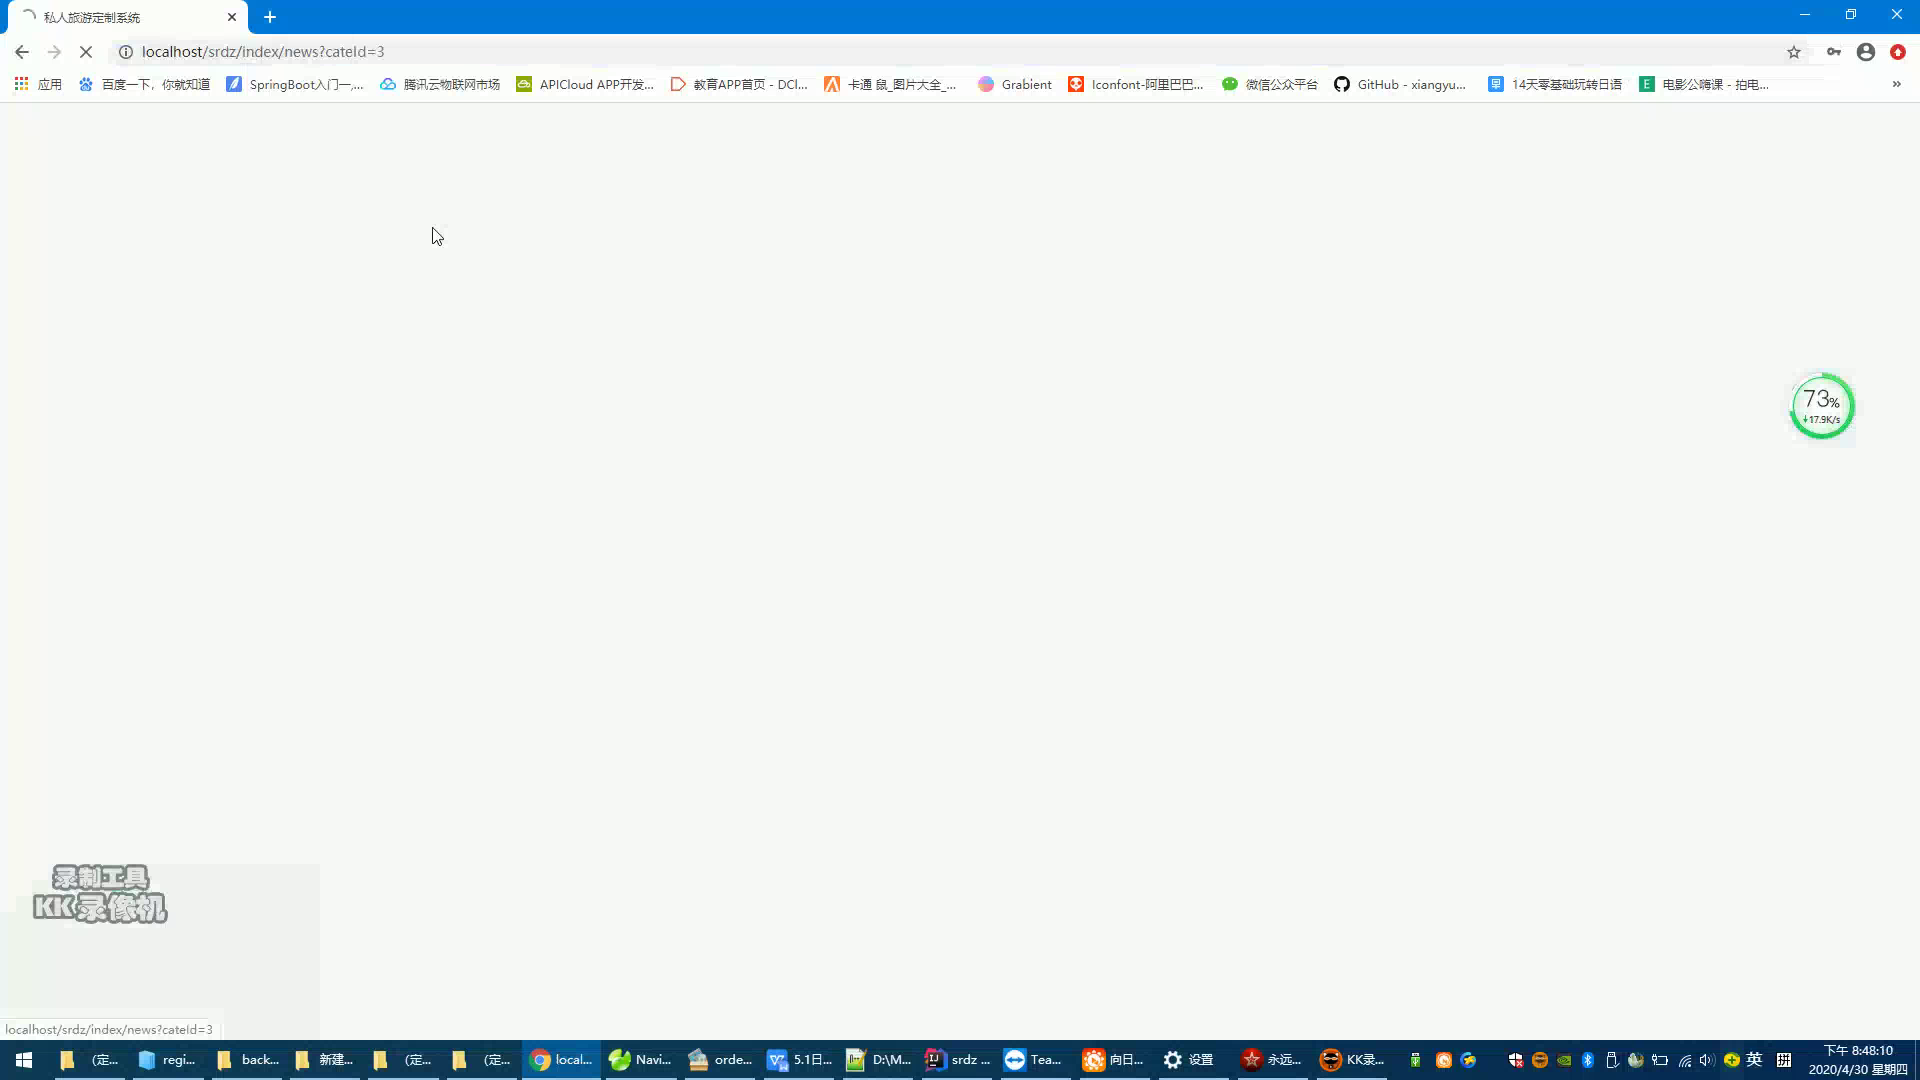 私人旅游定制系统
localhost/srdz/index/news?cateId=3
应用 百度一下，你就知道 SpringBoot入门一,... 腾讯云物联网市场 APICloud APP开发... 教育APP首页 - DCl... 卡通 鼠_图片大全_... Grabient Iconfont-阿里巴巴... 微信公众平台 GitHub - xiangyu... 14天零基础玩转日语 电影公嗨课 - 拍电... »
73%
↓17.9K/s
录制工具
KK录像机
localhost/srdz/index/news?cateId=3
(定... regi... back... 新建... (定... (定... local... Navi... orde... 5.1日... D:\M... srdz ... Tea... 向日... 设置 永远... KK录... 英 拼
下午 8:48:10
2020/4/30 星期四